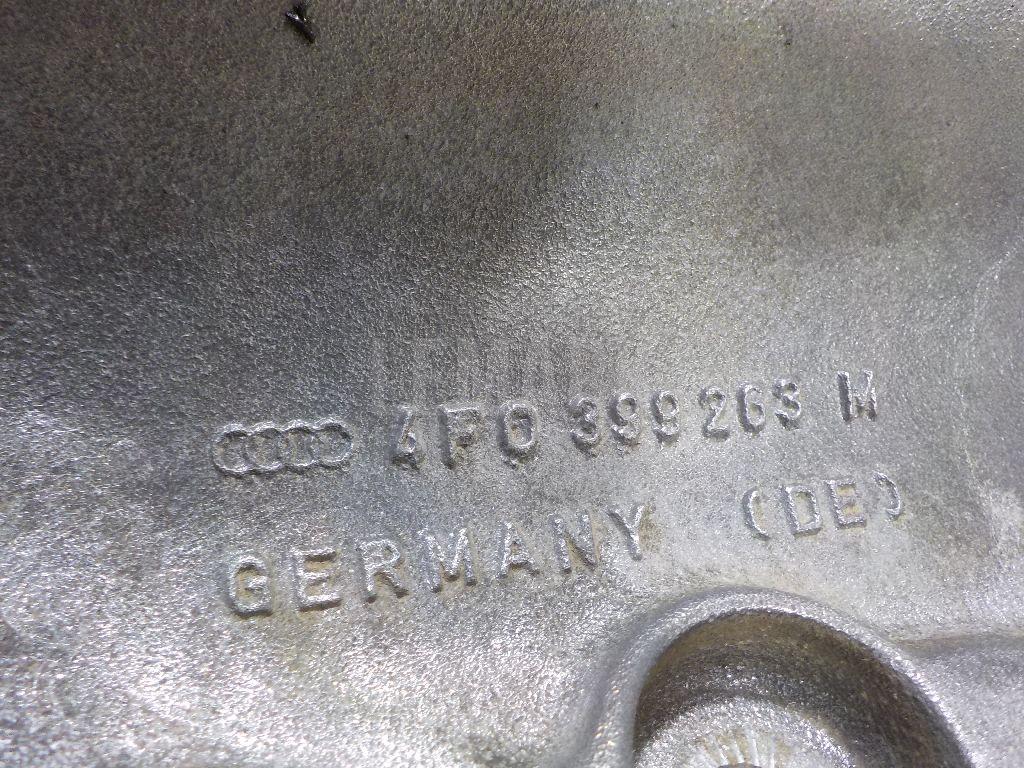 4F0 399 263 M
GERMANY (DE)